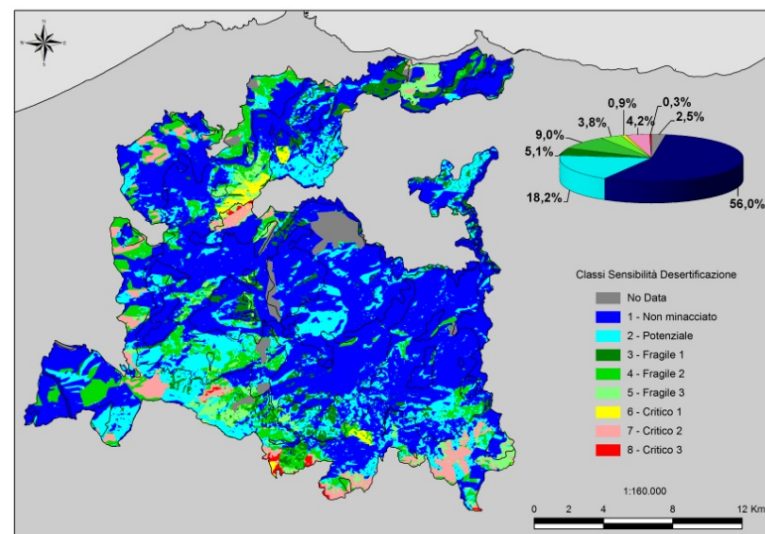 0,9%
0,3%
3,8%
4,2%
2,5%
9,0%
5,1%
18,2%
56,0%
Classi Sensibilità Desertificazione
No Data
1 - Non minacciato
2 - Potenziale
3 - Fragile 1
4 - Fragile 2
5 - Fragile 3
6 - Critico 1
7 - Critico 2
8 - Critico 3
1:160.000
0 2 4 8 12 Km